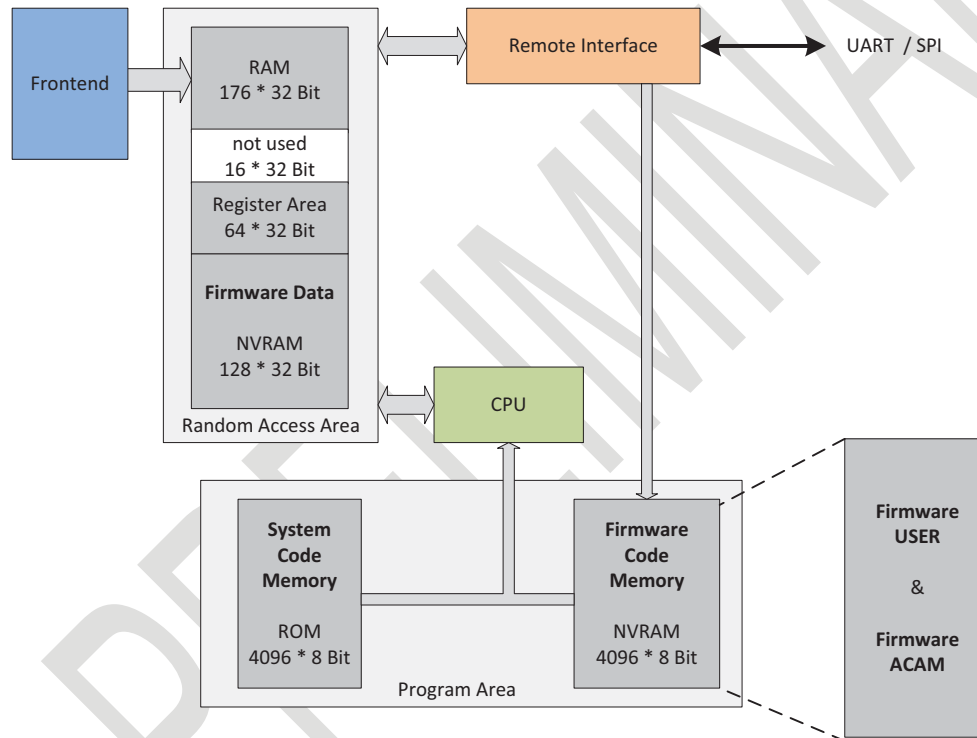 Frontend
RAM
176 * 32 Bit
not used
16 * 32 Bit
Register Area
64 * 32 Bit
Firmware Data
NVRAM
128 * 32 Bit
Random Access Area
Remote Interface
UART / SPI
CPU
System
Code
Memory
ROM
4096 * 8 Bit
Firmware
Code
Memory
NVRAM
4096 * 8 Bit
Program Area
Firmware
USER
&
Firmware
ACAM